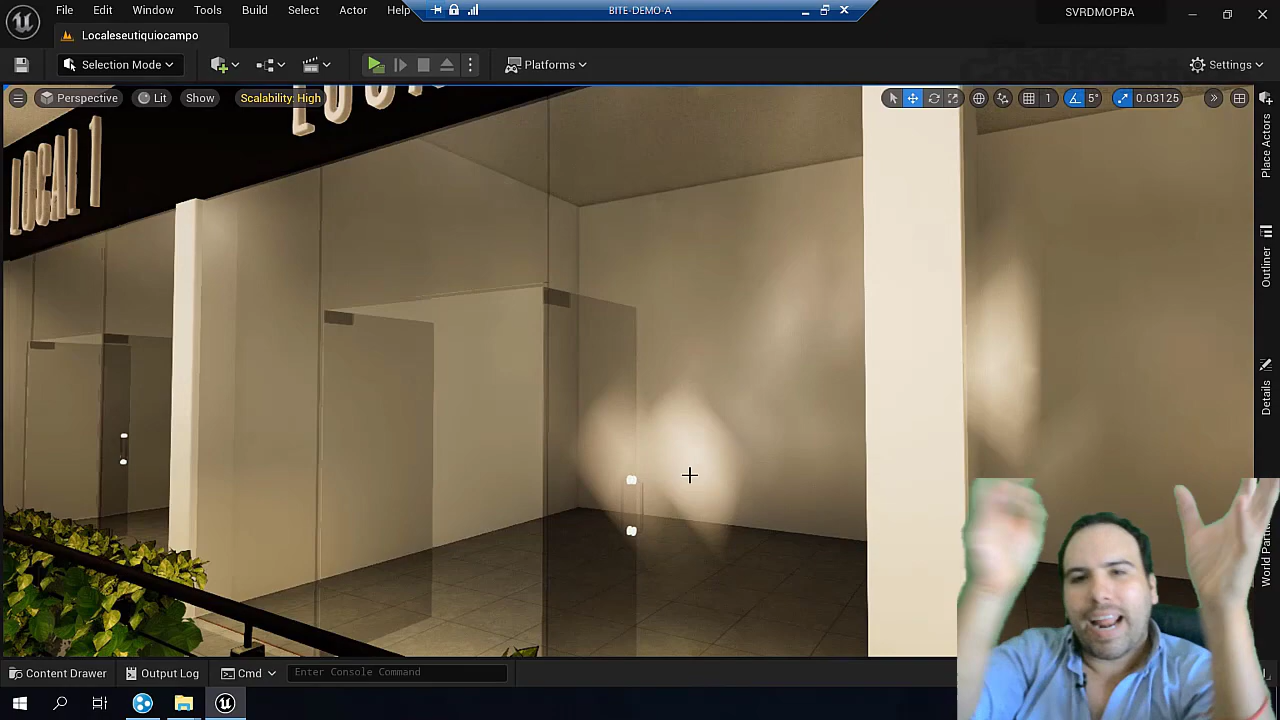 File Edit Window Tools Build Select Actor Help
BITE-DEMO-A
SVRDMOPBA
Localeseutiquiocampo
Selection Mode
Platforms
Settings
Perspective
Lit
Show
Scalability: High
1
5°
0.03125
Place Actors
Outliner
Details
LOCAL 1
Content Drawer
Output Log
Cmd
Enter Console Command